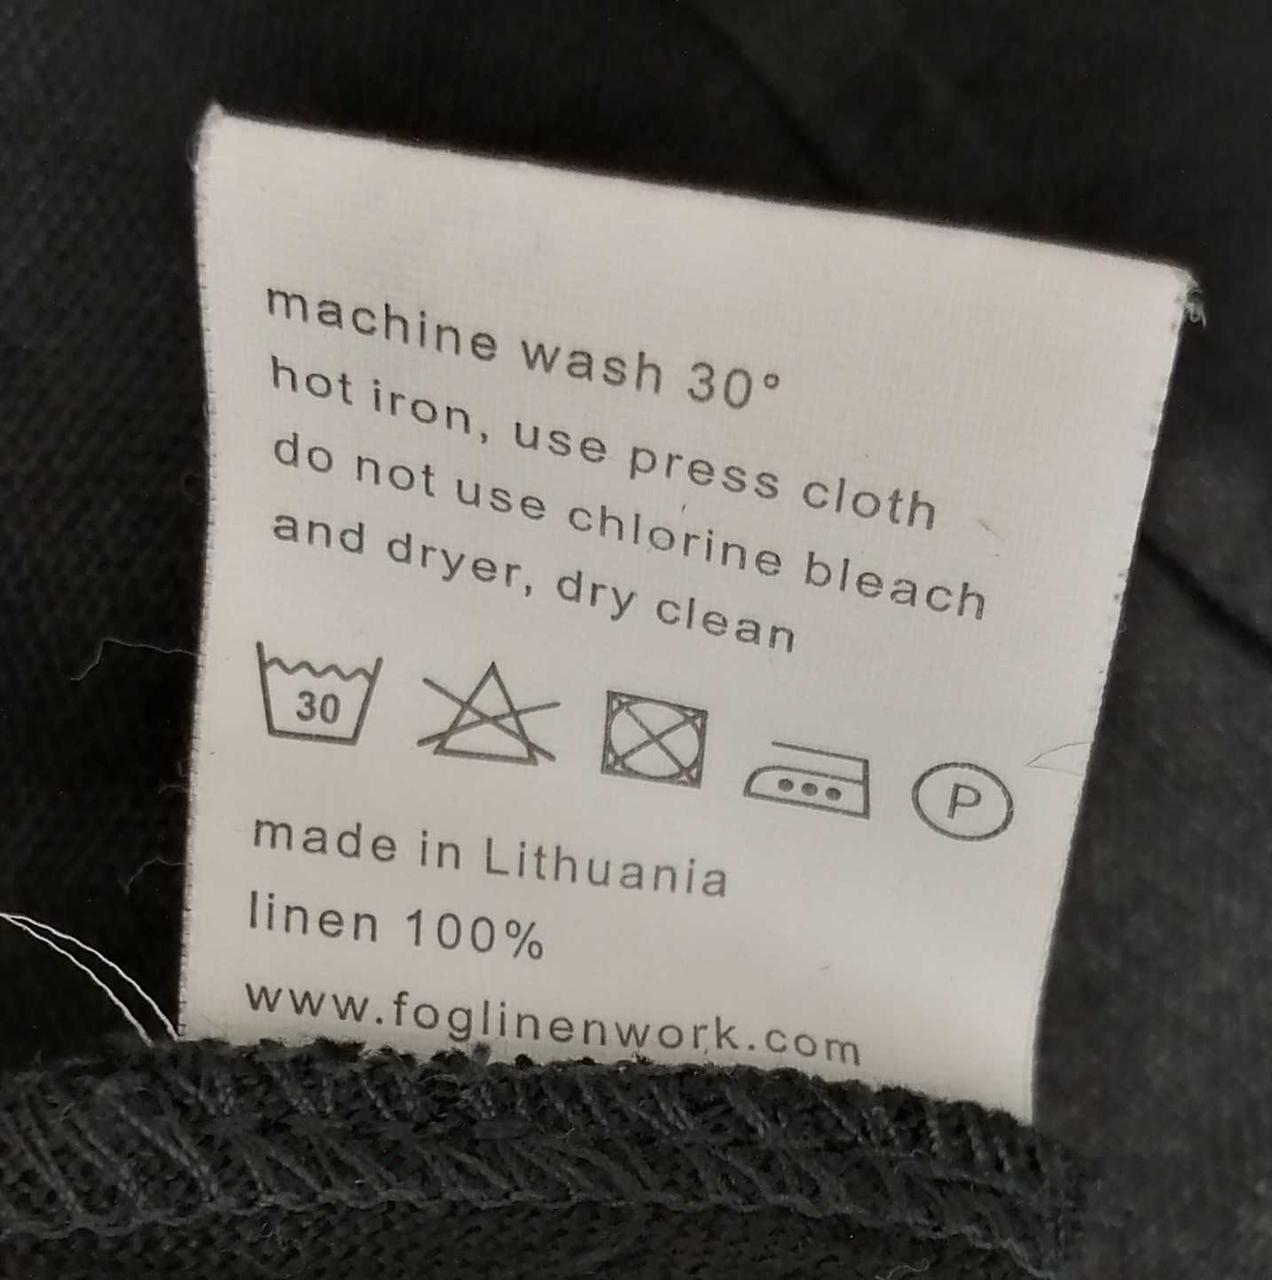 machine wash 30°
hot iron, use press cloth
do not use chlorine bleach
and dryer, dry clean
30
P
made in Lithuania
linen 100%
www.foglinenwork.com